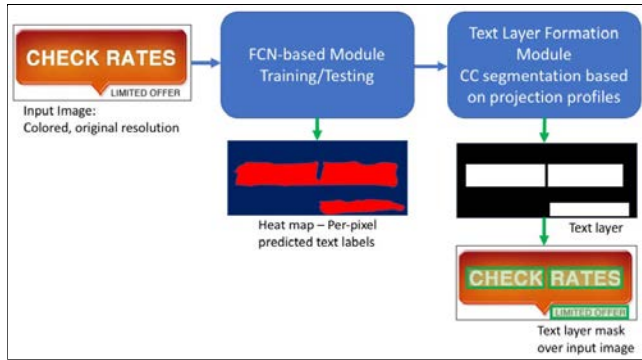 CHECK RATES
LIMITED OFFER
Input Image:
Colored, original resolution
FCN-based Module
Training/Testing
Heat map – Per-pixel
predicted text labels
Text Layer Formation
Module
CC segmentation based
on projection profiles
Text layer
CHECK RATES
LIMITED OFFER
Text layer mask
over input image